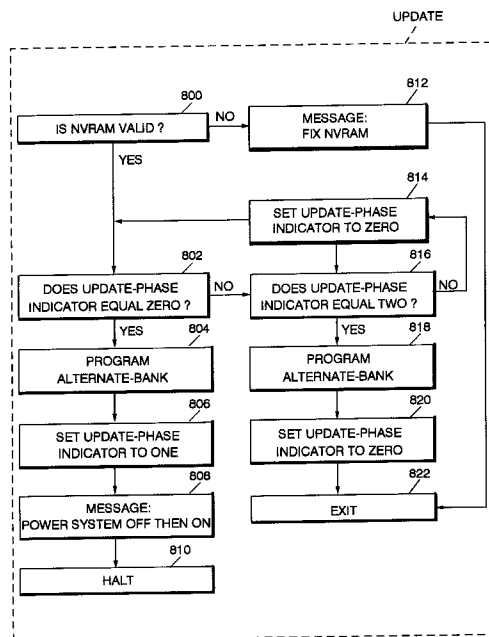 UPDATE
800
IS NVRAM VALID ?
NO
812
MESSAGE:
FIX NVRAM
YES
814
SET UPDATE-PHASE
INDICATOR TO ZERO
802
DOES UPDATE-PHASE
INDICATOR EQUAL ZERO ?
NO
816
DOES UPDATE-PHASE
INDICATOR EQUAL TWO ?
NO
YES
804
PROGRAM
ALTERNATE-BANK
YES
818
PROGRAM
ALTERNATE-BANK
806
SET UPDATE-PHASE
INDICATOR TO ONE
820
SET UPDATE-PHASE
INDICATOR TO ZERO
808
MESSAGE:
POWER SYSTEM OFF THEN ON
822
EXIT
810
HALT